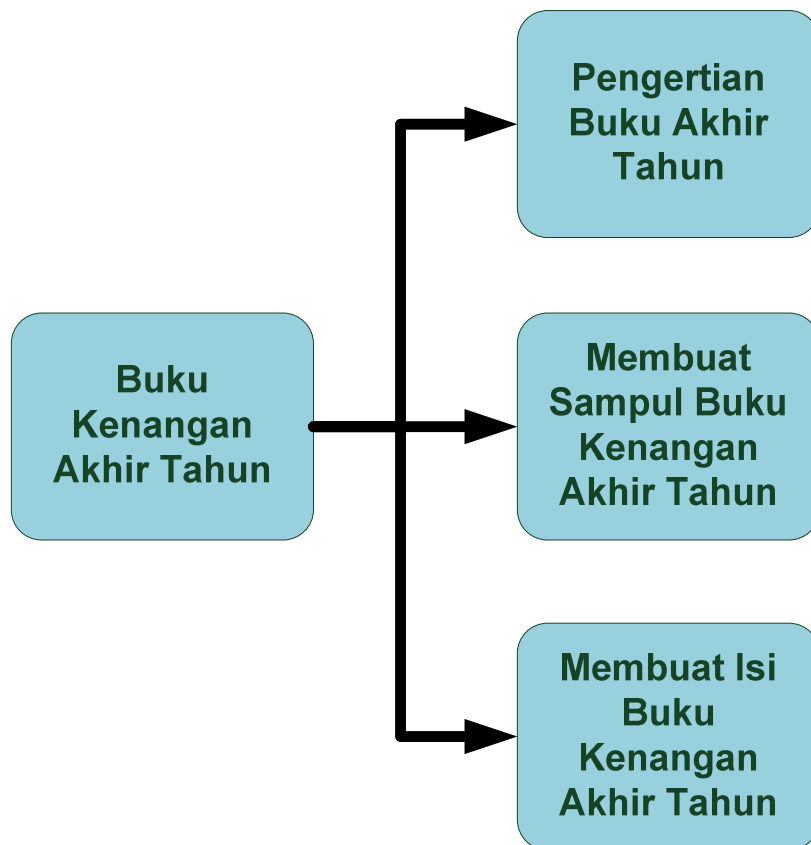 Pengertian
Buku Akhir
Tahun
Buku
Kenangan
Akhir Tahun
Membuat
Sampul Buku
Kenangan
Akhir Tahun
Membuat Isi
Buku
Kenangan
Akhir Tahun